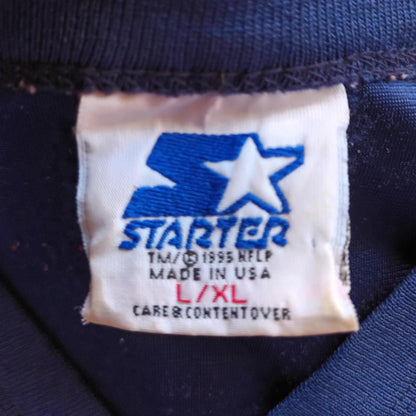 STARTER
TM/© 1995 NFLP
MADE IN USA
L/XL
CARE & CONTENT OVER